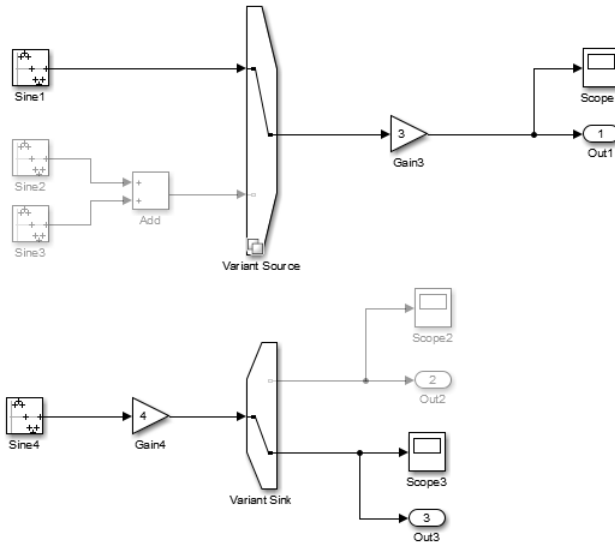 Sine1
Scope
3
1
Gain3
Out1
Sine2
+
+
Add
Sine3
Variant Source
Scope2
2
Out2
4
Sine4
Gain4
Scope3
Variant Sink
3
Out3